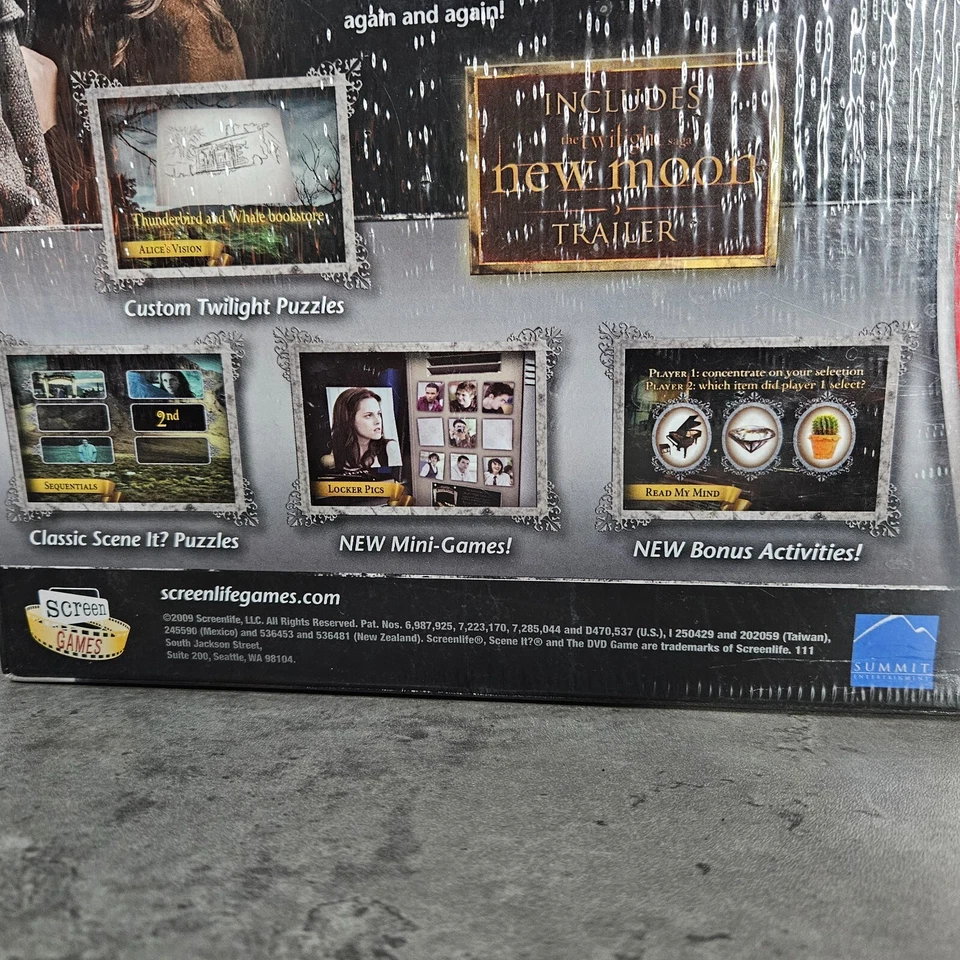 again and again!
INCLUDES
the twilight saga
new moon
TRAILER
Thunderbird and Whale bookstore
ALICE'S VISION
Custom Twilight Puzzles
2nd
SEQUENTIALS
Classic Scene It? Puzzles
LOCKER PICS
NEW Mini-Games!
PLAYER 1: concentrate on your selection
PLAYER 2: which item did player 1 select?
READ MY MIND
NEW Bonus Activities!
screen
GAMES
screenlifegames.com
©2009 Screenlife, LLC. All Rights Reserved. Pat. Nos. 6,987,925, 7,223,170, 7,285,044 and D470,537 (U.S.), I 250429 and 202059 (Taiwan),
245590 (Mexico) and 536453 and 536481 (New Zealand). Screenlife®, Scene It?® and The DVD Game are trademarks of Screenlife. 111
South Jackson Street,
Suite 200, Seattle, WA 98104.
SUMMIT
ENTERTAINMENT